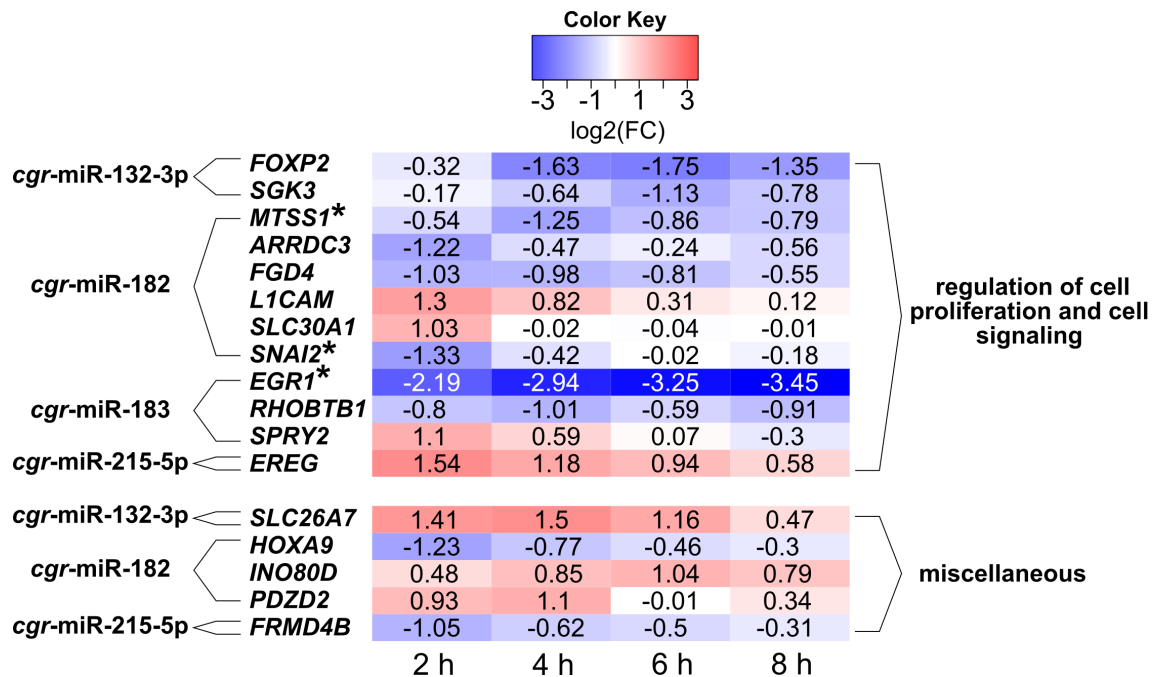 Color Key
-3 -1 1 3
log2(FC)
cgr-miR-132-3p
FOXP2 -0.32 -1.63 -1.75 -1.35
SGK3 -0.17 -0.64 -1.13 -0.78
cgr-miR-182
MTSS1* -0.54 -1.25 -0.86 -0.79
ARRDC3 -1.22 -0.47 -0.24 -0.56
FGD4 -1.03 -0.98 -0.81 -0.55
L1CAM 1.3 0.82 0.31 0.12
SLC30A1 1.03 -0.02 -0.04 -0.01
SNAI2* -1.33 -0.42 -0.02 -0.18
cgr-miR-183
EGR1* -2.19 -2.94 -3.25 -3.45
RHOBTB1 -0.8 -1.01 -0.59 -0.91
SPRY2 1.1 0.59 0.07 -0.3
cgr-miR-215-5p
EREG 1.54 1.18 0.94 0.58
regulation of cell
proliferation and cell
signaling
cgr-miR-132-3p
SLC26A7 1.41 1.5 1.16 0.47
cgr-miR-182
HOXA9 -1.23 -0.77 -0.46 -0.3
INO80D 0.48 0.85 1.04 0.79
PDZD2 0.93 1.1 -0.01 0.34
cgr-miR-215-5p
FRMD4B -1.05 -0.62 -0.5 -0.31
miscellaneous
2 h 4 h 6 h 8 h